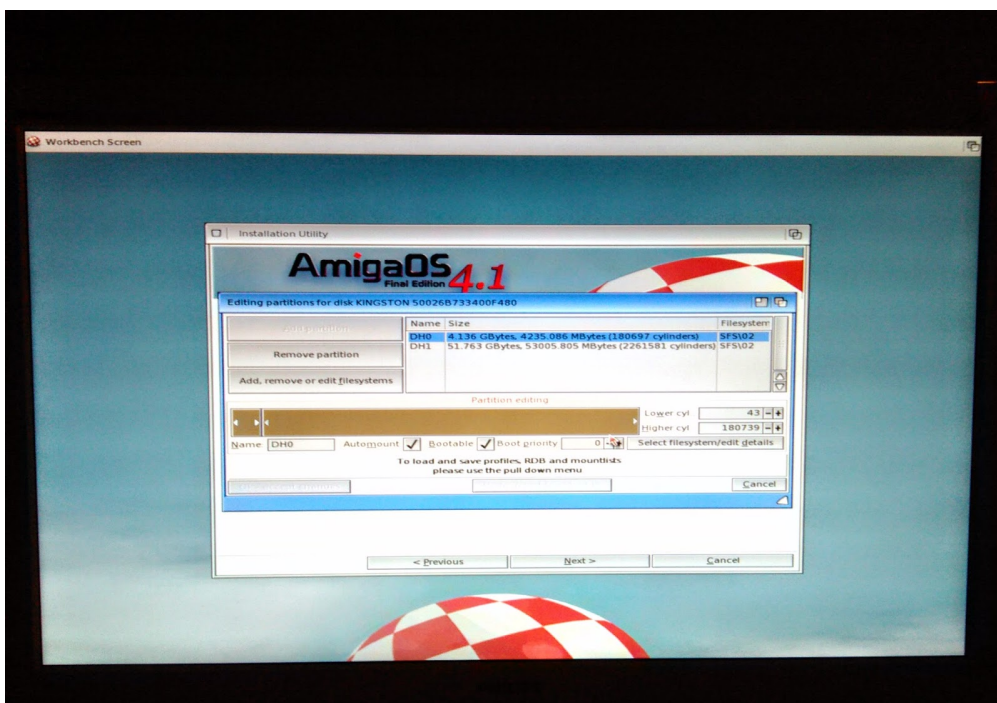 Workbench Screen
Installation Utility
AmigaOS 4.1
Final Edition
Editing partitions for disk KINGSTON 50026B733400F480
Add partition
Remove partition
Add, remove or edit filesystems
Name Size Filesystem
DH0 4.136 GBytes, 4235.086 MBytes (180697 cylinders) SFS\02
DH1 51.763 GBytes, 53005.805 MBytes (2261581 cylinders) SFS\02
Partition editing
Lower cyl 43
Higher cyl 180739
Name: DH0 Automount Bootable Boot priority 0 Select filesystem/edit details
To load and save profiles, RDB and mountlists
please use the pull down menu
Cancel
< Previous Next > Cancel